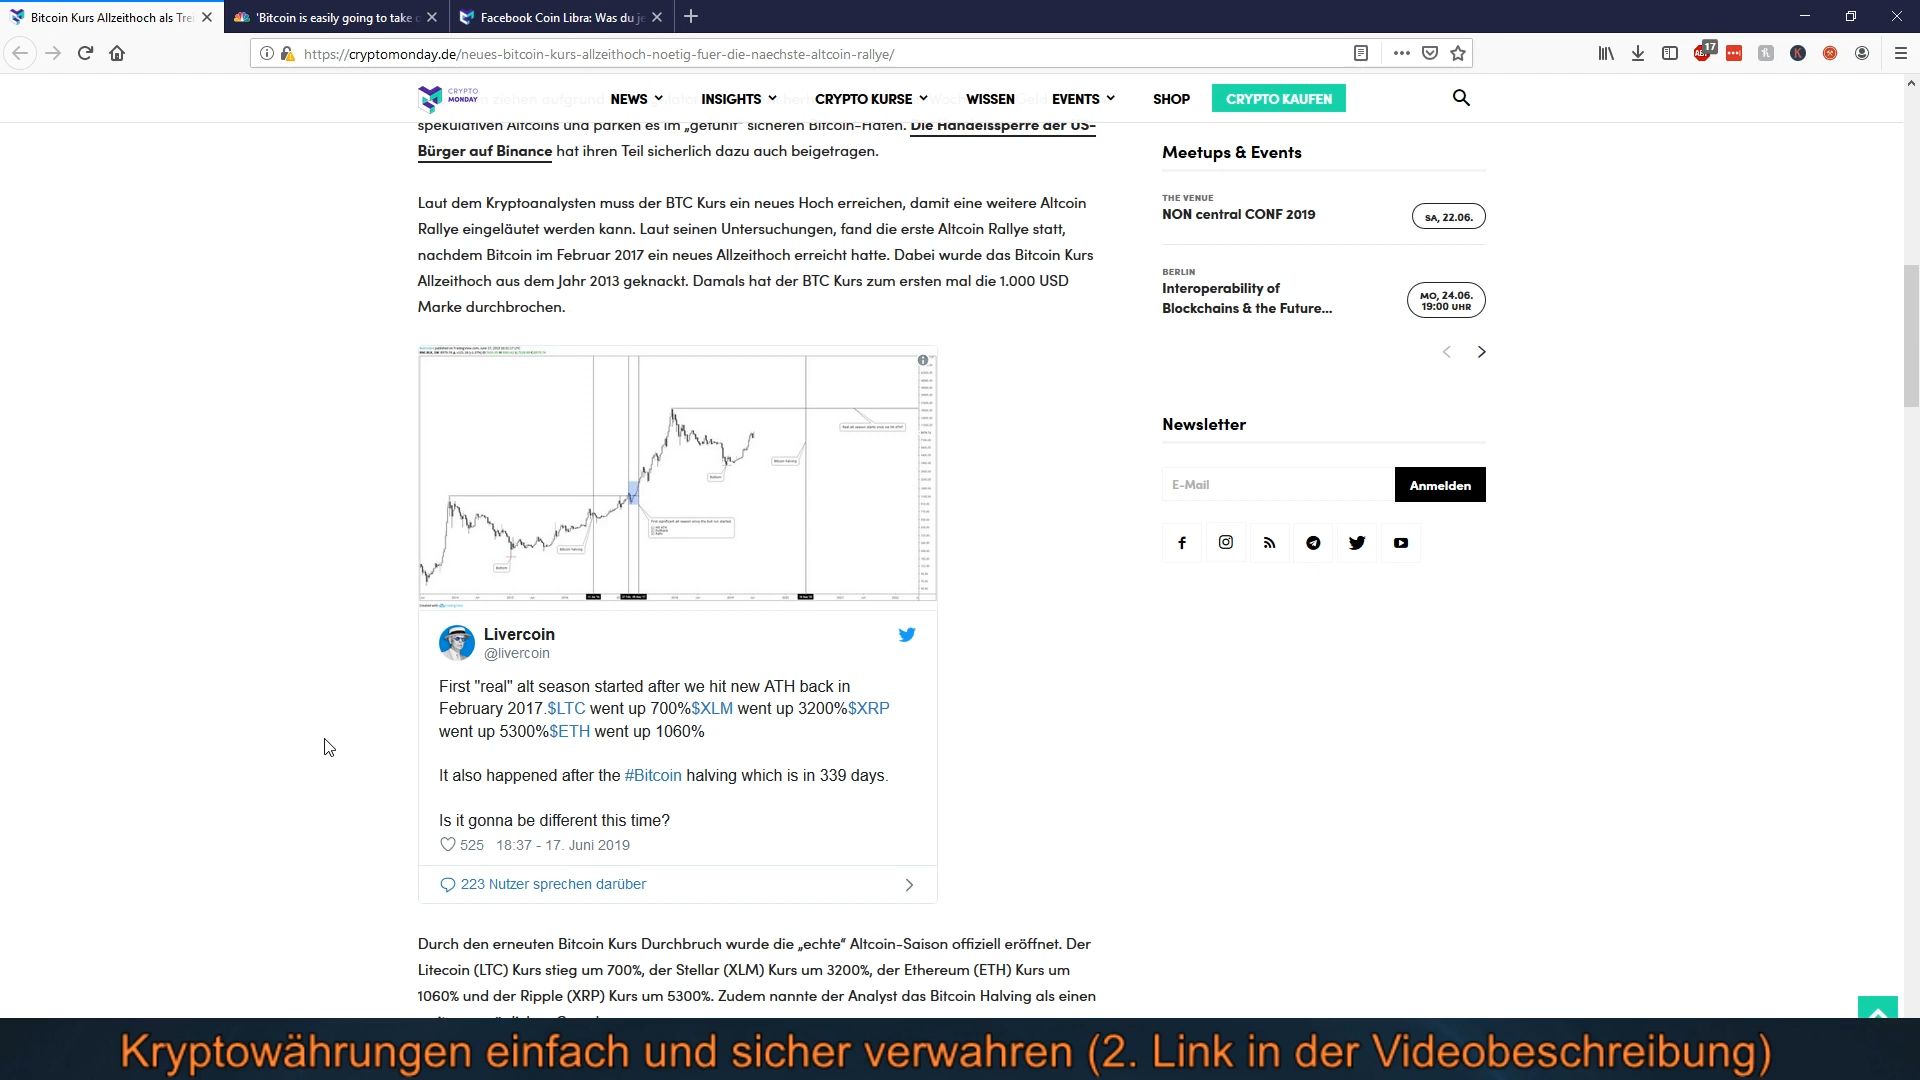 Bitcoin Kurs Allzeithoch als Tre
'Bitcoin is easily going to take o
Facebook Coin Libra: Was du je
https://cryptomonday.de/neues-bitcoin-kurs-allzeithoch-noetig-fuer-die-naechste-altcoin-rallye/
17
CRYPTO
MONDAY
NEWS
INSIGHTS
CRYPTO KURSE
WISSEN
EVENTS
SHOP
CRYPTO KAUFEN
spekulativen Altcoins und parken es im „gefühlt“ sicheren Bitcoin-Hafen. Die Handelssperre der US-
Bürger auf Binance hat ihren Teil sicherlich dazu auch beigetragen.
Laut dem Kryptoanalysten muss der BTC Kurs ein neues Hoch erreichen, damit eine weitere Altcoin
Rallye eingeläutet werden kann. Laut seinen Untersuchungen, fand die erste Altcoin Rallye statt,
nachdem Bitcoin im Februar 2017 ein neues Allzeithoch erreicht hatte. Dabei wurde das Bitcoin Kurs
Allzeithoch aus dem Jahr 2013 geknackt. Damals hat der BTC Kurs zum ersten mal die 1.000 USD
Marke durchbrochen.
Bottom
Bitcoin halving
Bottom
Bitcoin halving
Livercoin
@livercoin
First "real" alt season started after we hit new ATH back in
February 2017.$LTC went up 700%$XLM went up 3200%$XRP
went up 5300%$ETH went up 1060%
It also happened after the #Bitcoin halving which is in 339 days.
Is it gonna be different this time?
525 18:37 - 17. Juni 2019
223 Nutzer sprechen darüber
Durch den erneuten Bitcoin Kurs Durchbruch wurde die „echte“ Altcoin-Saison offiziell eröffnet. Der
Litecoin (LTC) Kurs stieg um 700%, der Stellar (XLM) Kurs um 3200%, der Ethereum (ETH) Kurs um
1060% und der Ripple (XRP) Kurs um 5300%. Zudem nannte der Analyst das Bitcoin Halving als einen
Meetups & Events
THE VENUE
NON central CONF 2019
SA, 22.06.
BERLIN
Interoperability of
Blockchains & the Future...
MO, 24.06.
19:00 UHR
Newsletter
E-Mail
Anmelden
Kryptowährungen einfach und sicher verwahren (2. Link in der Videobeschreibung)